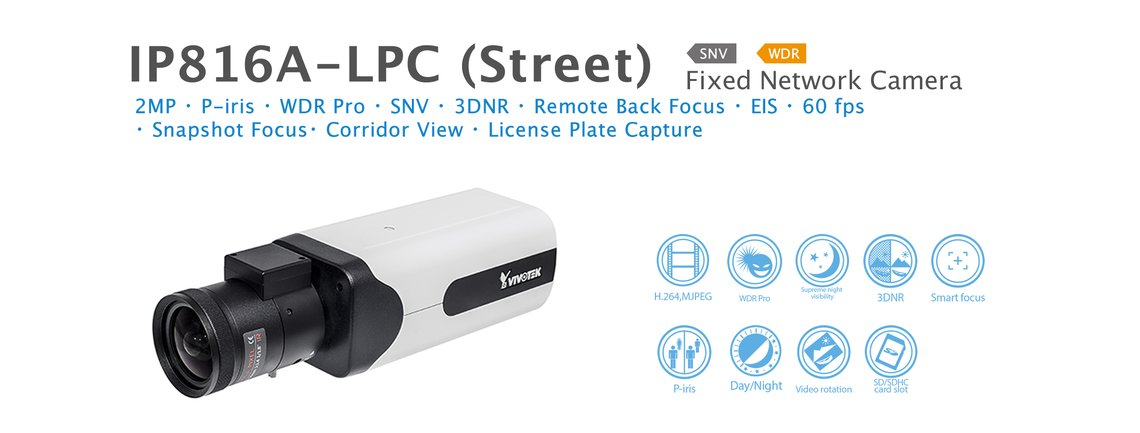 IP816A-LPC (Street)
SNV
WDR
Fixed Network Camera
2MP · P-iris · WDR Pro · SNV · 3DNR · Remote Back Focus · EIS · 60 fps
· Snapshot Focus· Corridor View · License Plate Capture
VIVOTEK
IR
H.264,MJPEG
WDR Pro
Supreme night
visibility
3DNR
Smart focus
P-iris
Day/Night
Video rotation
SD/SDHC
card slot